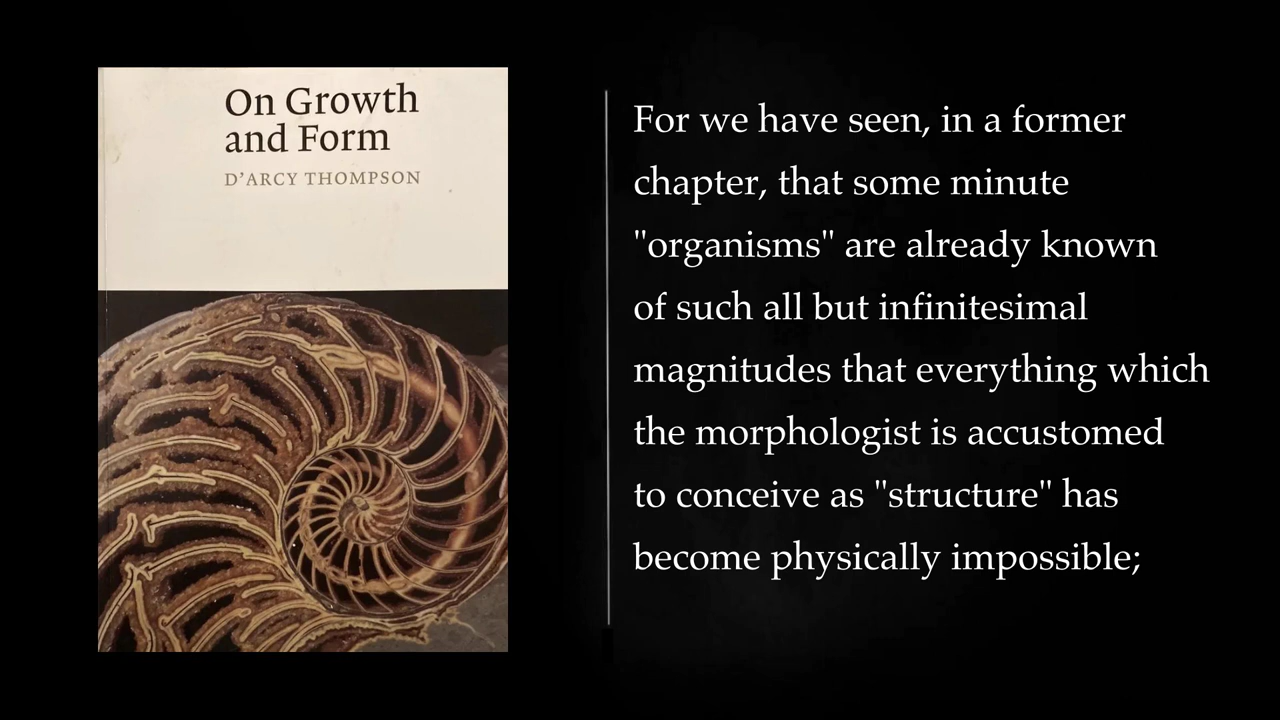 On Growth
and Form
D'ARCY THOMPSON
For we have seen, in a former
chapter, that some minute
"organisms" are already known
of such all but infinitesimal
magnitudes that everything which
the morphologist is accustomed
to conceive as "structure" has
become physically impossible;